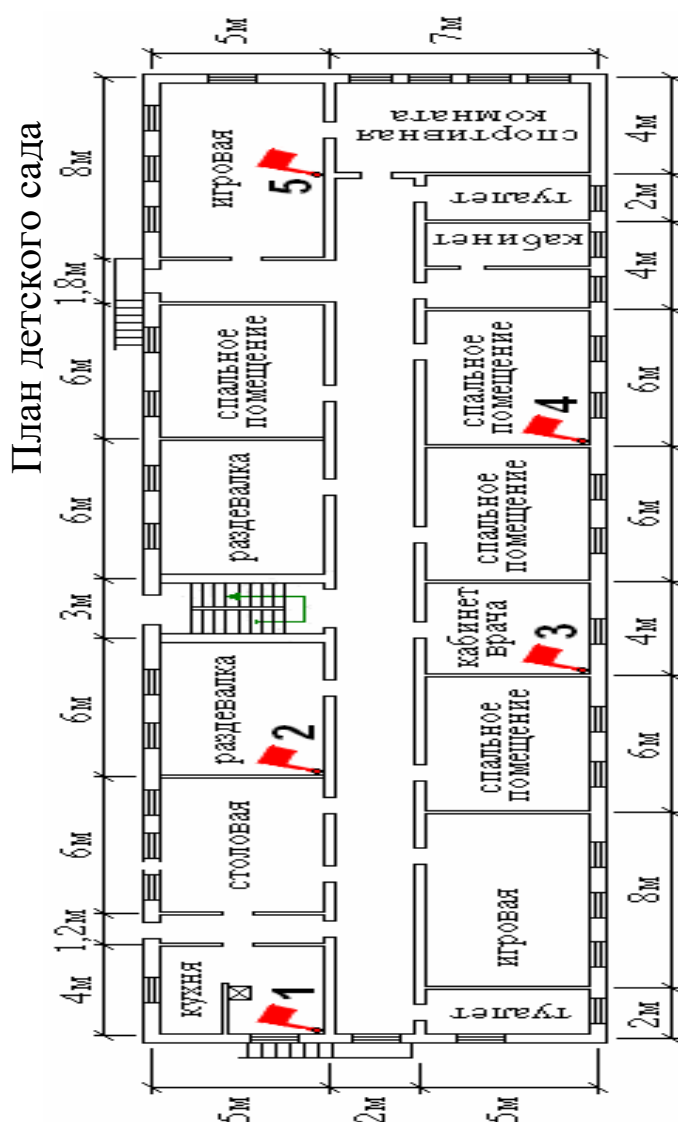 План детского сада
4м
1,2м
6м
6м
3м
6м
6м
1,8м
8м
5м
2м
5м
кухня
1
столовая
раздевалка
2
раздевалка
спальное
помещение
игровая
5
5м
7м
туалет
игровая
спальное
помещение
кабинет
врача
3
спальное
помещение
спальное
помещение
4
кабинет
туалет
спортивная
комната
2м
8м
6м
4м
6м
6м
4м
2м
4м